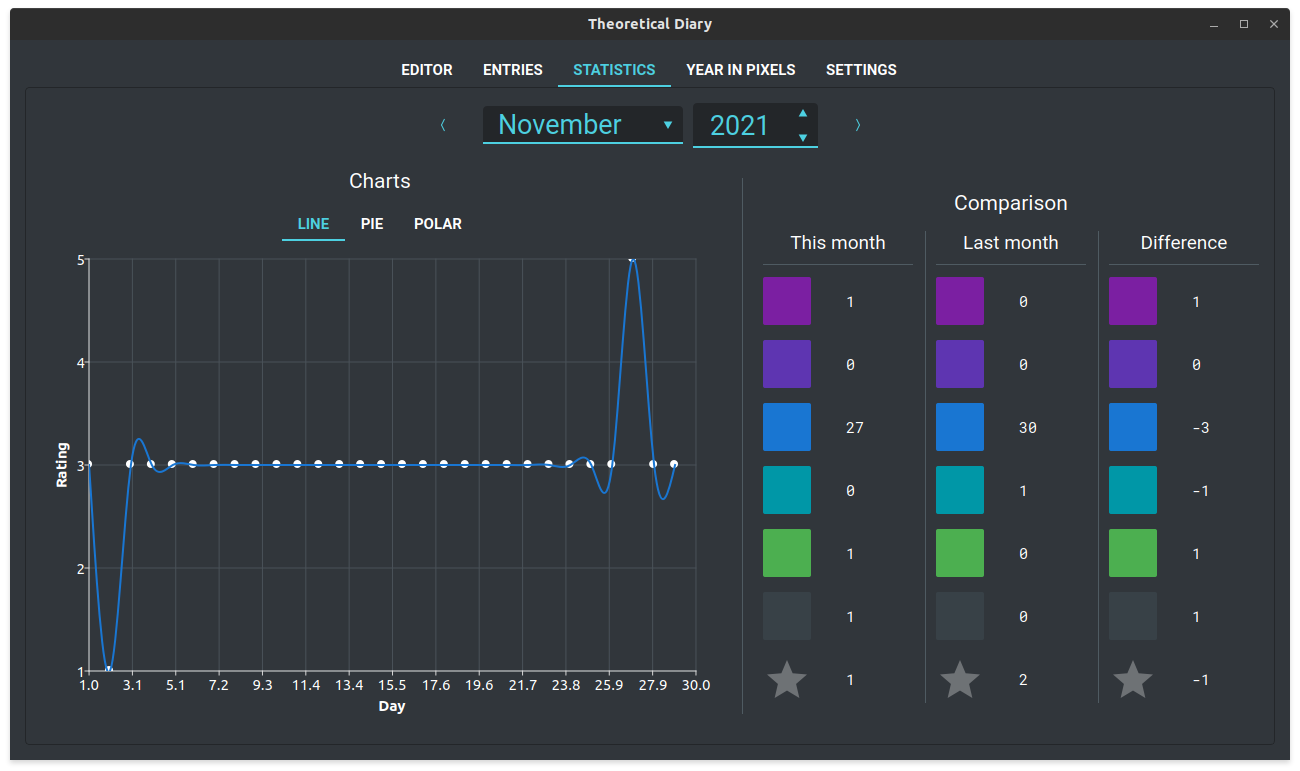 Theoretical Diary
EDITOR ENTRIES STATISTICS YEAR IN PIXELS SETTINGS
November 2021
Charts
LINE PIE POLAR
5
4
3
2
1
Rating
1.0 3.1 5.1 7.2 9.3 11.4 13.4 15.5 17.6 19.6 21.7 23.8 25.9 27.9 30.0
Day
Comparison
This month Last month Difference
1 0 1
0 0 0
27 30 -3
0 1 -1
1 0 1
1 0 1
1 2 -1